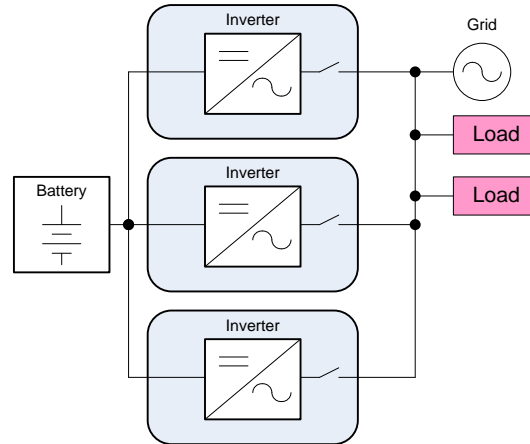 Inverter
Grid
Load
Inverter
Battery
Load
Inverter